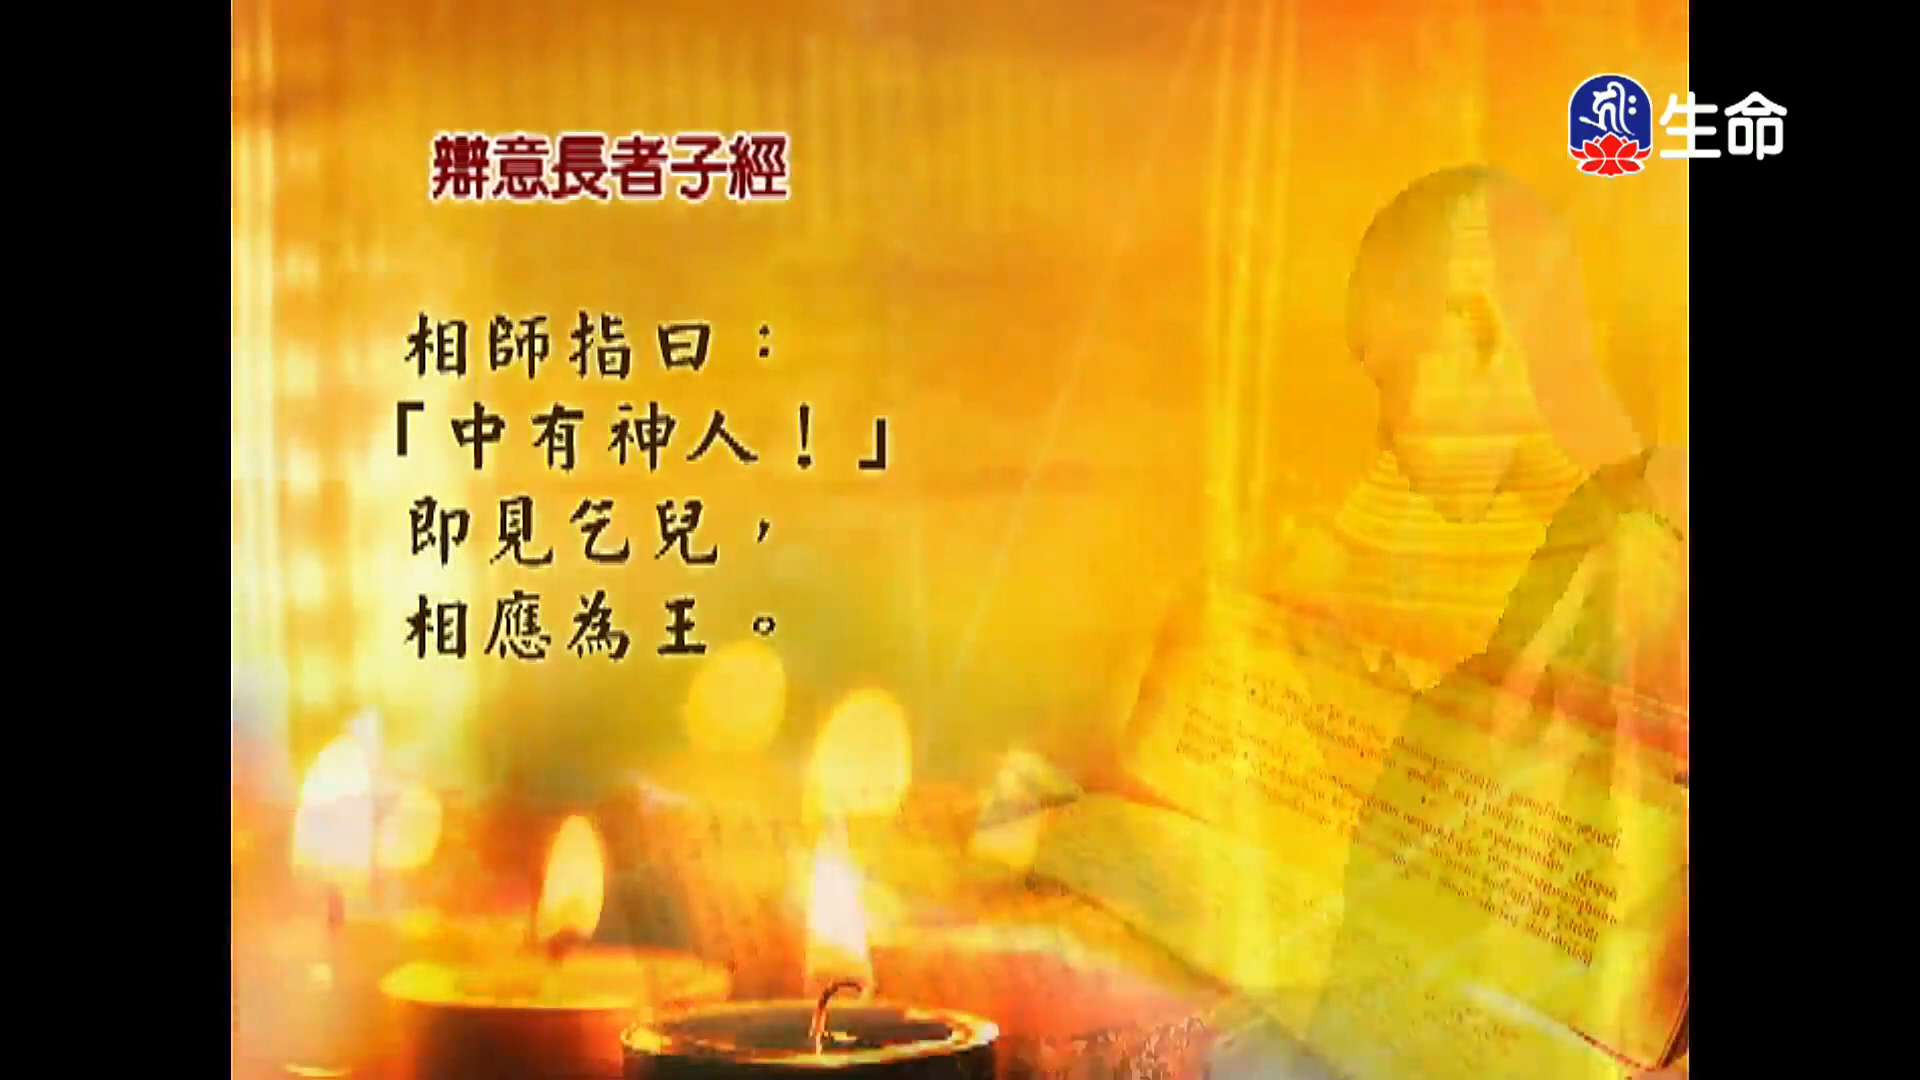 生命
辯意長者子經
相師指曰：
「中有神人！」
即見乞兒，
相應為王。